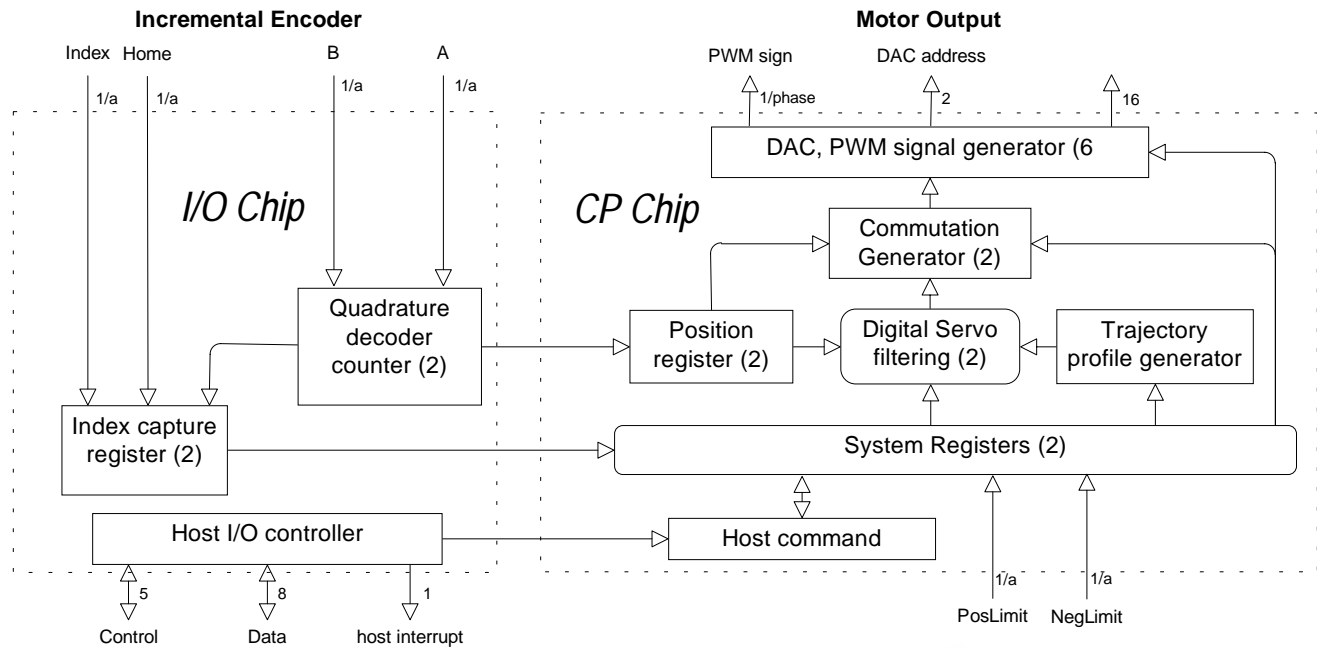 Incremental Encoder
Motor Output
Index
Home
B
A
PWM sign
DAC address
1/a
1/a
1/a
1/a
1/phase
2
16
DAC, PWM signal generator (6
I/O Chip
CP Chip
Commutation
Generator (2)
Quadrature
decoder
counter (2)
Position
register (2)
Digital Servo
filtering (2)
Trajectory
profile generator
Index capture
register (2)
System Registers (2)
Host I/O controller
Host command
5
8
1
1/a
1/a
Control
Data
host interrupt
PosLimit
NegLimit